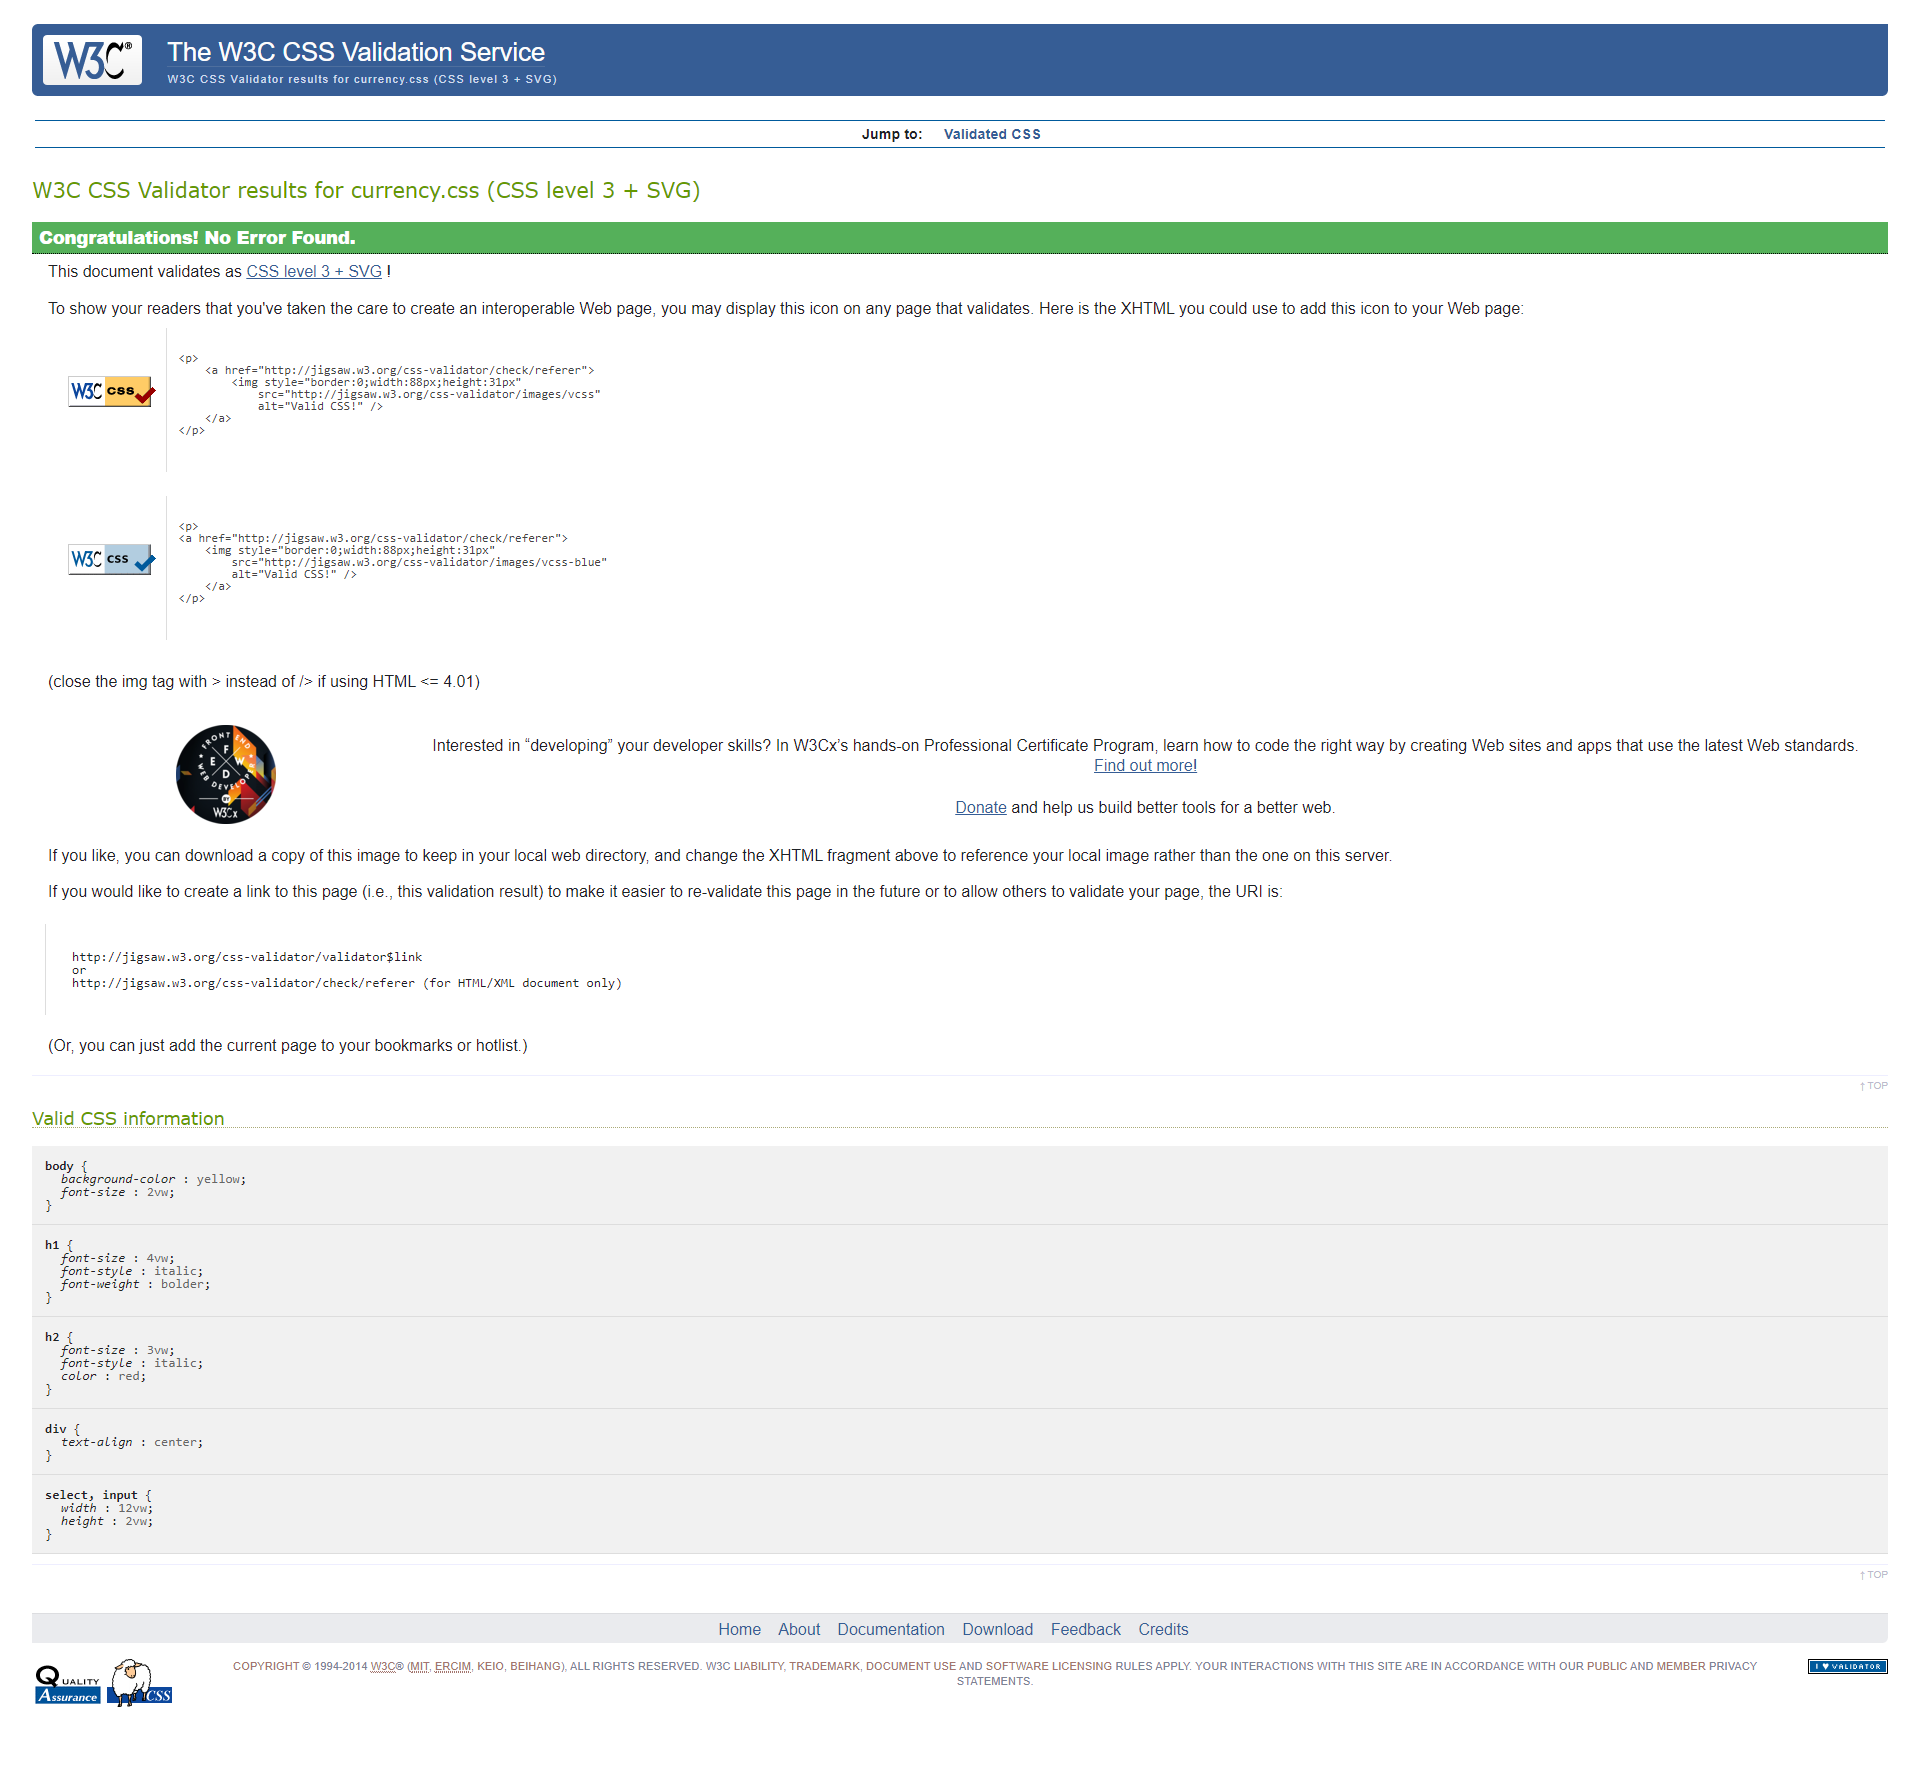 W3C®
The W3C CSS Validation Service
W3C CSS Validator results for currency.css (CSS level 3 + SVG)
Jump to: Validated CSS
W3C CSS Validator results for currency.css (CSS level 3 + SVG)
Congratulations! No Error Found.
This document validates as CSS level 3 + SVG !
To show your readers that you've taken the care to create an interoperable Web page, you may display this icon on any page that validates. Here is the XHTML you could use to add this icon to your Web page:
W3C css
<p>
    <a href="http://jigsaw.w3.org/css-validator/check/referer">
        <img style="border:0;width:88px;height:31px"
            src="http://jigsaw.w3.org/css-validator/images/vcss"
            alt="Valid CSS!" />
    </a>
</p>
W3C css
<p>
<a href="http://jigsaw.w3.org/css-validator/check/referer">
    <img style="border:0;width:88px;height:31px"
        src="http://jigsaw.w3.org/css-validator/images/vcss-blue"
        alt="Valid CSS!" />
    </a>
</p>
(close the img tag with > instead of /> if using HTML <= 4.01)
FRONT END
F E W D
WEB DEVELOPER
BY
W3Cx
Interested in “developing” your developer skills? In W3Cx’s hands-on Professional Certificate Program, learn how to code the right way by creating Web sites and apps that use the latest Web standards.
Find out more!
Donate and help us build better tools for a better web.
If you like, you can download a copy of this image to keep in your local web directory, and change the XHTML fragment above to reference your local image rather than the one on this server.
If you would like to create a link to this page (i.e., this validation result) to make it easier to re-validate this page in the future or to allow others to validate your page, the URI is:
http://jigsaw.w3.org/css-validator/validator$link
or
http://jigsaw.w3.org/css-validator/check/referer (for HTML/XML document only)
(Or, you can just add the current page to your bookmarks or hotlist.)
↑ TOP
Valid CSS information
body {
  background-color : yellow;
  font-size : 2vw;
}
h1 {
  font-size : 4vw;
  font-style : italic;
  font-weight : bolder;
}
h2 {
  font-size : 3vw;
  font-style : italic;
  color : red;
}
div {
  text-align : center;
}
select, input {
  width : 12vw;
  height : 2vw;
}
↑ TOP
Home About Documentation Download Feedback Credits
QUALITY
Assurance
CSS
COPYRIGHT © 1994-2014 W3C® (MIT, ERCIM, KEIO, BEIHANG), ALL RIGHTS RESERVED. W3C LIABILITY, TRADEMARK, DOCUMENT USE AND SOFTWARE LICENSING RULES APPLY. YOUR INTERACTIONS WITH THIS SITE ARE IN ACCORDANCE WITH OUR PUBLIC AND MEMBER PRIVACY
STATEMENTS.
I ♥ VALIDATOR